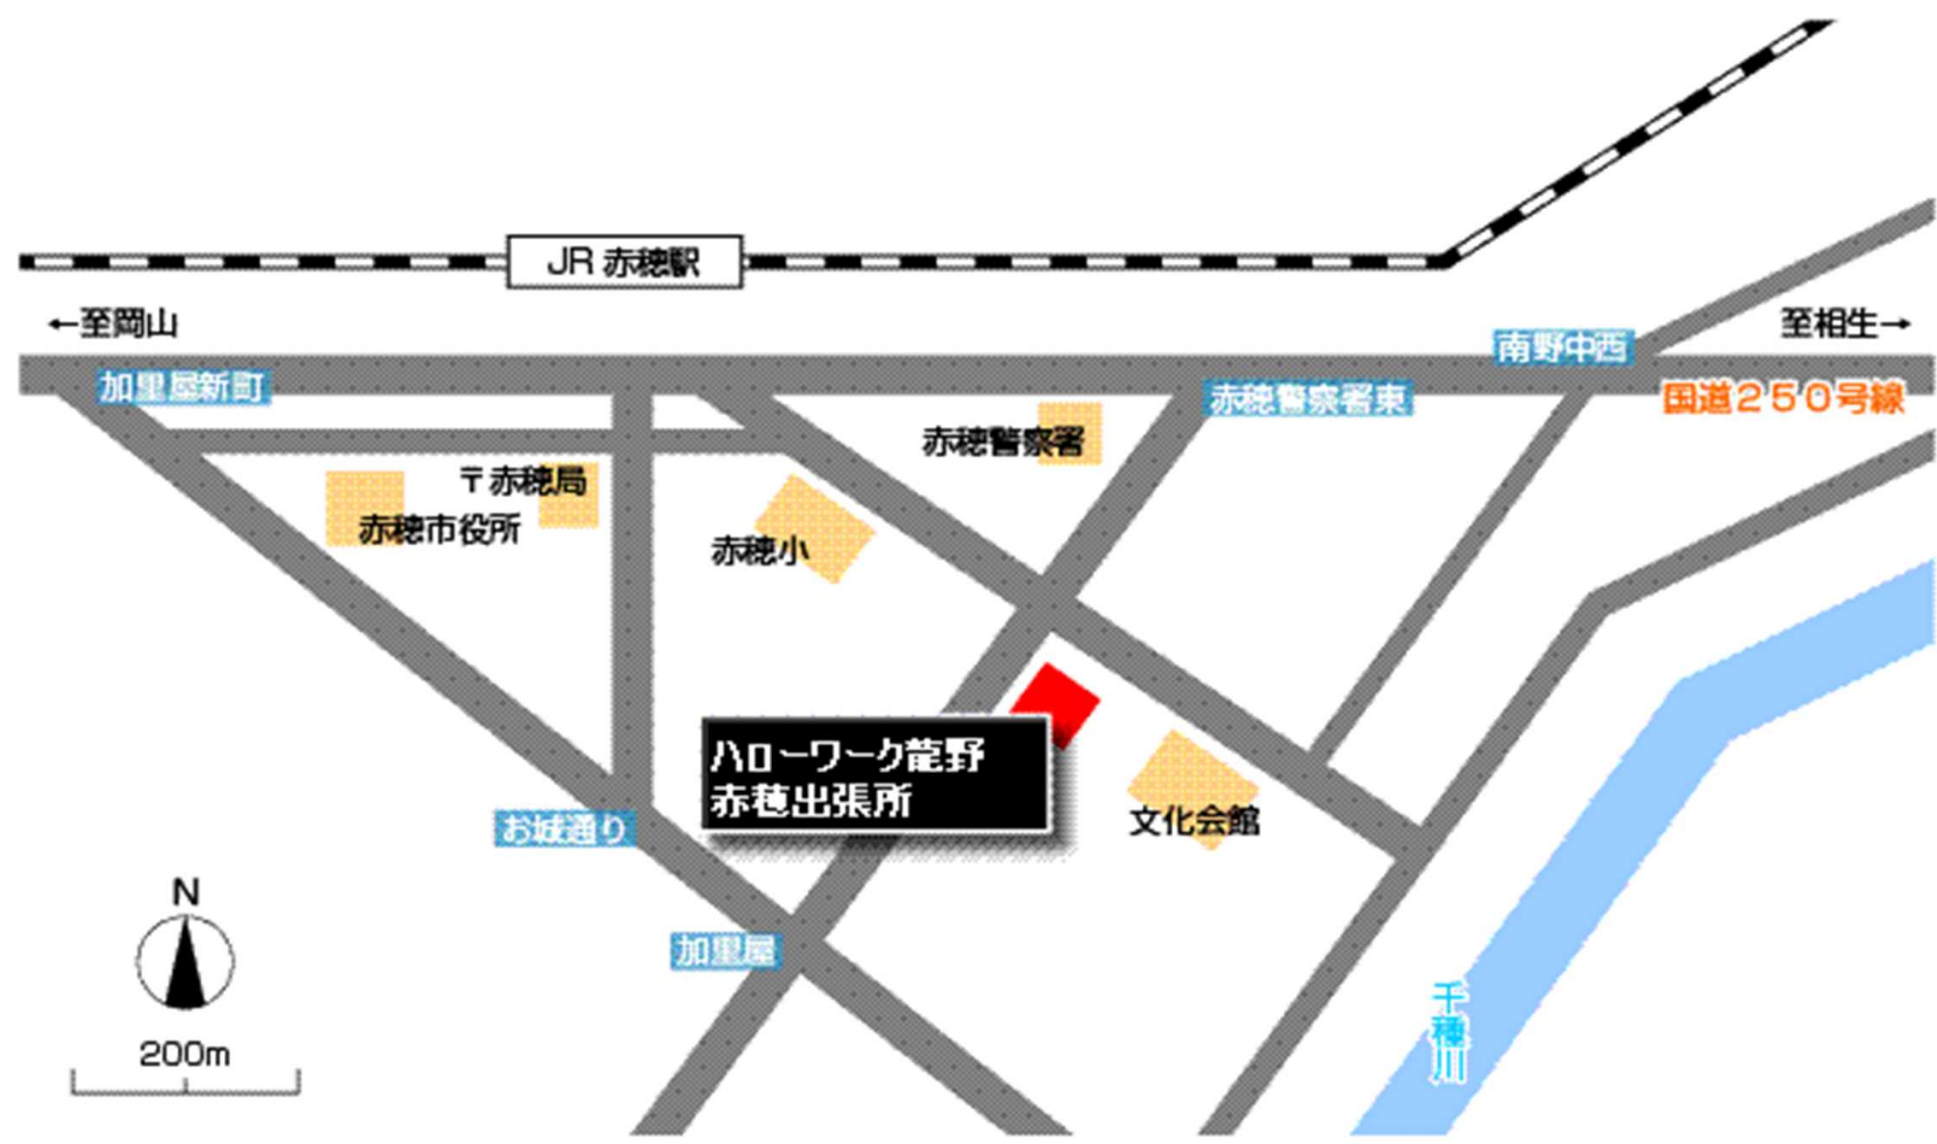 JR 赤穂駅
←至岡山
至相生→
南野中西
加里屋新町
赤穂警察署東
国道250号線
赤穂警察署
〒赤穂局
赤穂市役所
赤穂小
ハローワーク龍野
赤穂出張所
文化会館
お城通り
加里屋
千種川
N
200m